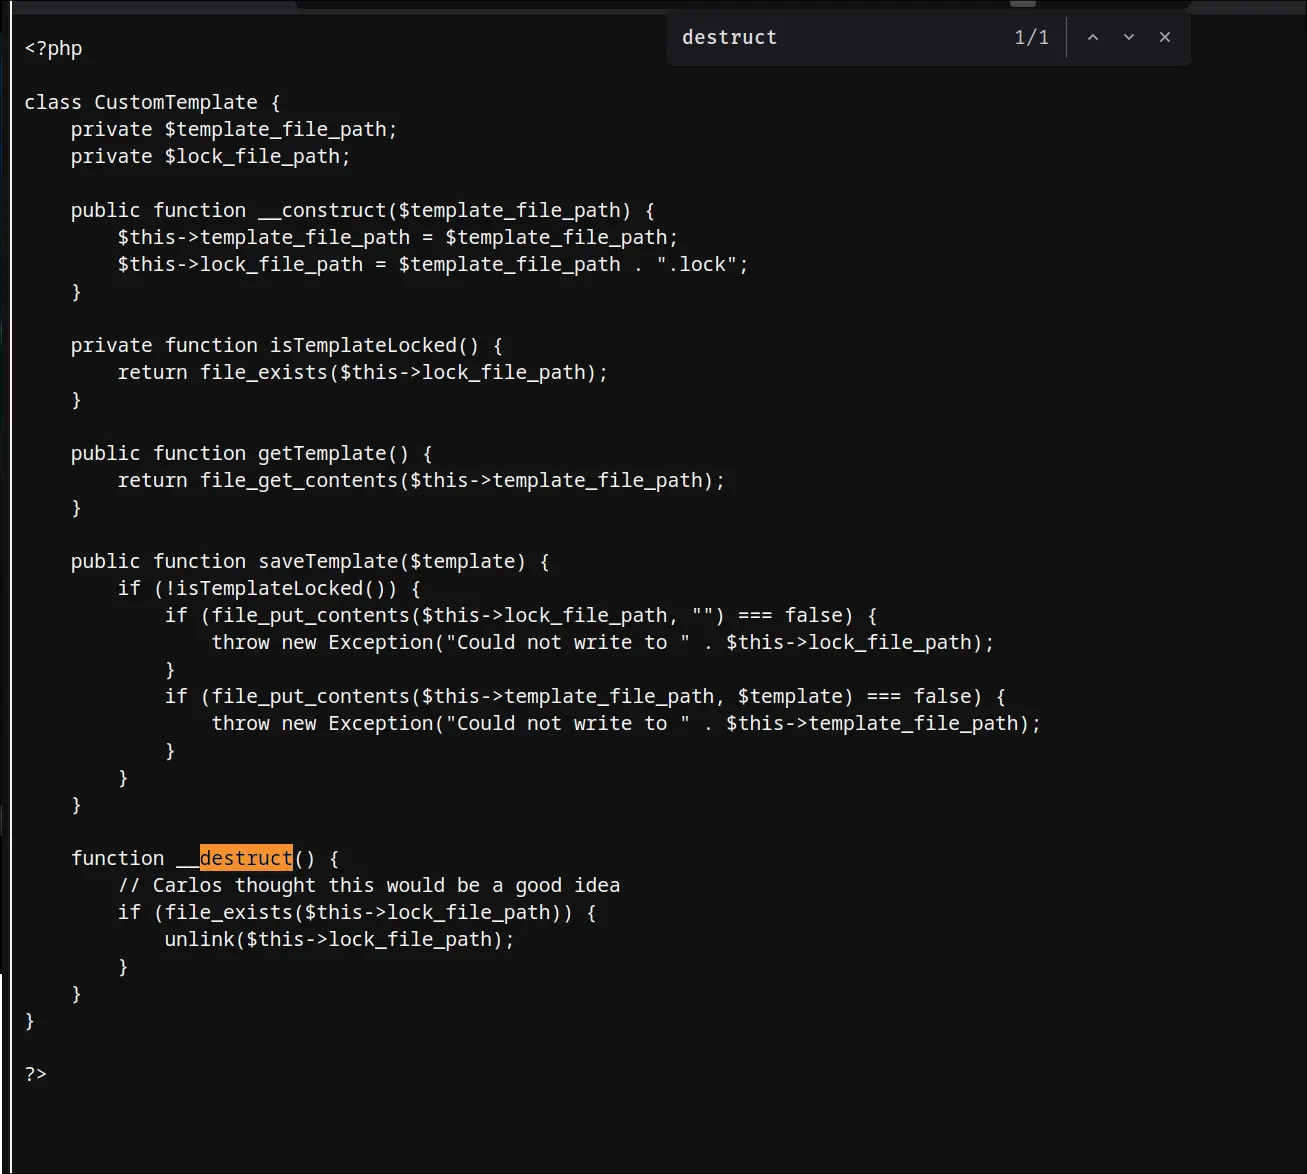 destruct 1/1
<?php
class CustomTemplate {
    private $template_file_path;
    private $lock_file_path;
    public function __construct($template_file_path) {
        $this->template_file_path = $template_file_path;
        $this->lock_file_path = $template_file_path . ".lock";
    }
    private function isTemplateLocked() {
        return file_exists($this->lock_file_path);
    }
    public function getTemplate() {
        return file_get_contents($this->template_file_path);
    }
    public function saveTemplate($template) {
        if (!isTemplateLocked()) {
            if (file_put_contents($this->lock_file_path, "") === false) {
                throw new Exception("Could not write to " . $this->lock_file_path);
            }
            if (file_put_contents($this->template_file_path, $template) === false) {
                throw new Exception("Could not write to " . $this->template_file_path);
            }
        }
    }
    function __destruct() {
        // Carlos thought this would be a good idea
        if (file_exists($this->lock_file_path)) {
            unlink($this->lock_file_path);
        }
    }
}
?>